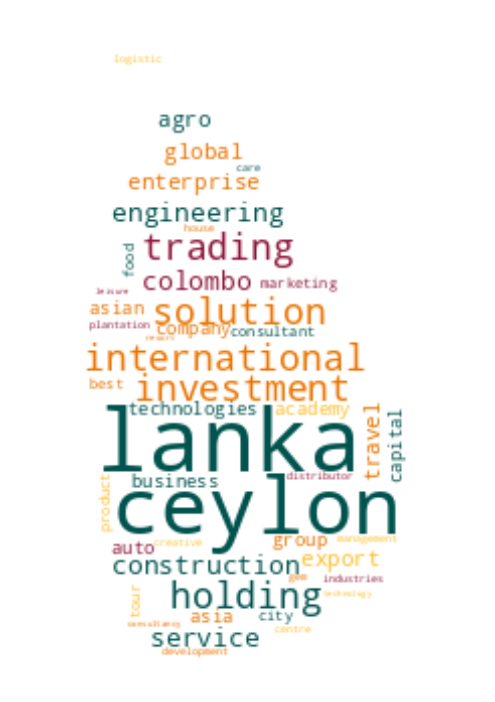 logistic
agro
global
care
enterprise
engineering
house
trading
food
colombo
marketing
leisure
asian
solution
plantation
company
consultant
resort
international
best
investment
technologies
academy
lanka
travel
capital
business
distributor
product
ceylon
group
management
auto
creative
export
construction
gem
industries
holding
technology
tour
asia
city
consultancy
centre
service
development